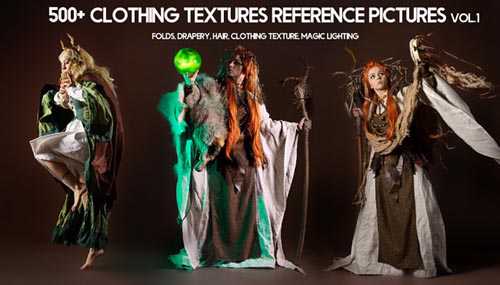 500+ CLOTHING TEXTURES REFERENCE PICTURES VOL.1
FOLDS, DRAPERY, HAIR, CLOTHING TEXTURE, MAGIC LIGHTING